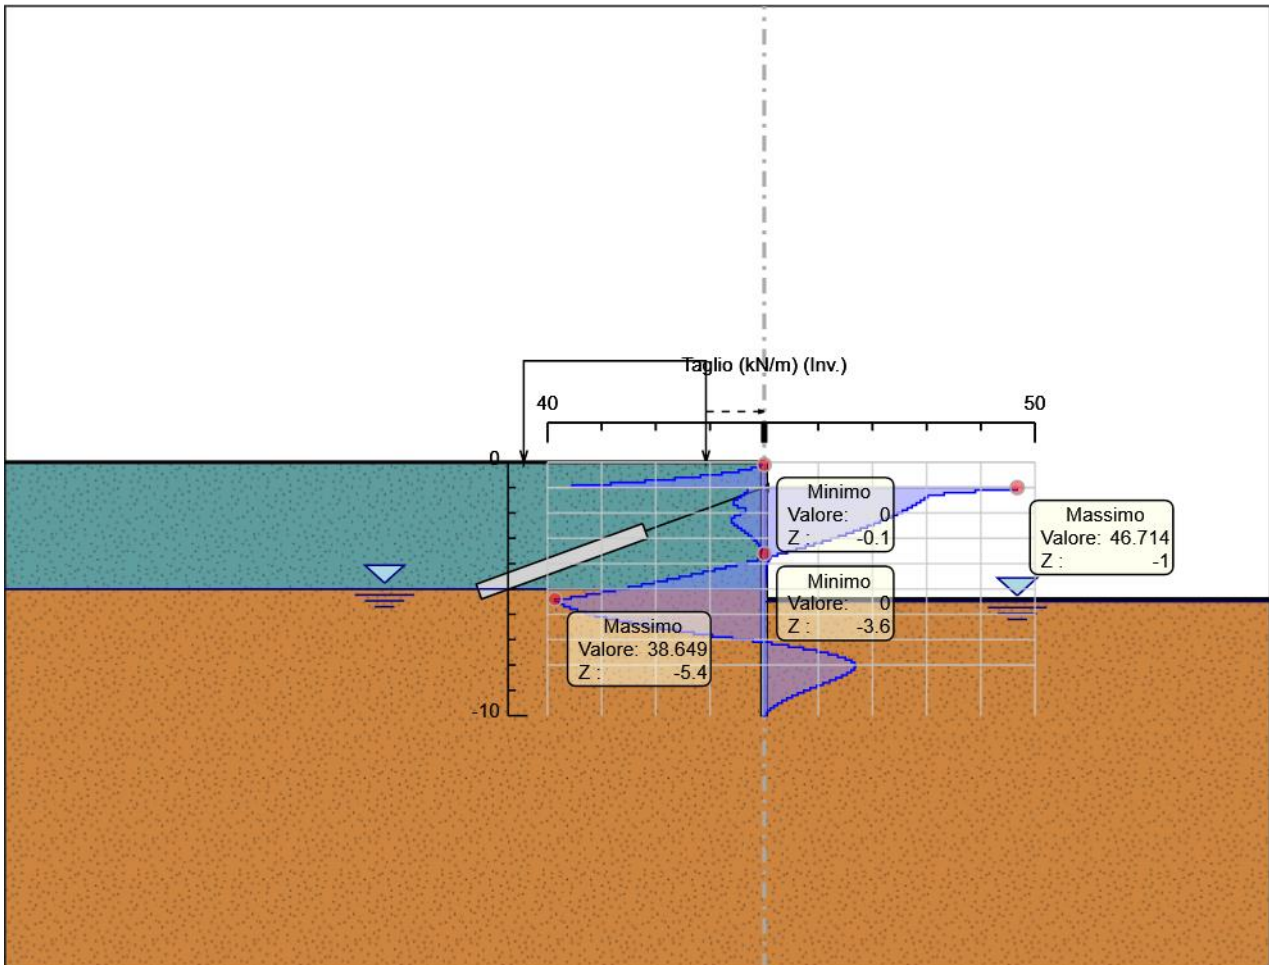 Taglio (kN/m) (Inv.)
40
50
0
Minimo
Valore: 0
Z : -0.1
Massimo
Valore: 46.714
Z : -1
Minimo
Valore: 0
Z : -3.6
Massimo
Valore: 38.649
Z : -5.4
-10